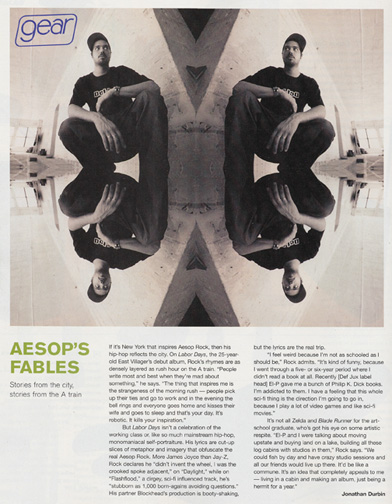 gear
AESOP'S
FABLES
Stories from the city,
stories from the A train
If it's New York that inspires Aesop Rock, then his
hip-hop reflects the city. On Labor Days, the 25-year-
old East Villager's debut album, Rock's rhymes are as
densely layered as rush hour on the A train. "People
write most and best when they're mad about
something," he says. "The thing that inspires me is
the strangeness of the morning rush — people pick
up their ties and go to work and in the evening the
bell rings and everyone goes home and kisses their
wife and goes to sleep and that's your day. It's
robotic. It kills your inspiration."
But Labor Days isn't a celebration of the
working class or, like so much mainstream hip-hop,
monomaniacal self-portraiture. His lyrics are cut-up
slices of metaphor and imagery that obfuscate the
real Aesop Rock. More James Joyce than Jay-Z,
Rock declares he "didn't invent the wheel, I was the
crooked spoke adjacent," on "Daylight," while on
"Flashflood," a dirgey, sci-fi influenced track, he's
"stubborn as 1,000 born-agains avoiding questions."
His partner Blockhead's production is booty-shaking,
but the lyrics are the real trip.
"I feel weird because I'm not as schooled as I
should be," Rock admits. "It's kind of funny, because
I went through a five- or six-year period where I
didn't read a book at all. Recently [Def Jux label
head] El-P gave me a bunch of Philip K. Dick books.
I'm addicted to them. I have a feeling that this whole
sci-fi thing is the direction I'm going to go in,
because I play a lot of video games and like sci-fi
movies."
It's not all Zelda and Blade Runner for the art-
school graduate, who's got his eye on some artistic
respite. "El-P and I were talking about moving
upstate and buying land on a lake, building all these
log cabins with studios in them," Rock says. "We
could fish by day and have crazy studio sessions and
all our friends would live up there. It'd be like a
commune. It's an idea that completely appeals to me
— living in a cabin and making an album, just being a
hermit for a year."
Jonathan Durbin